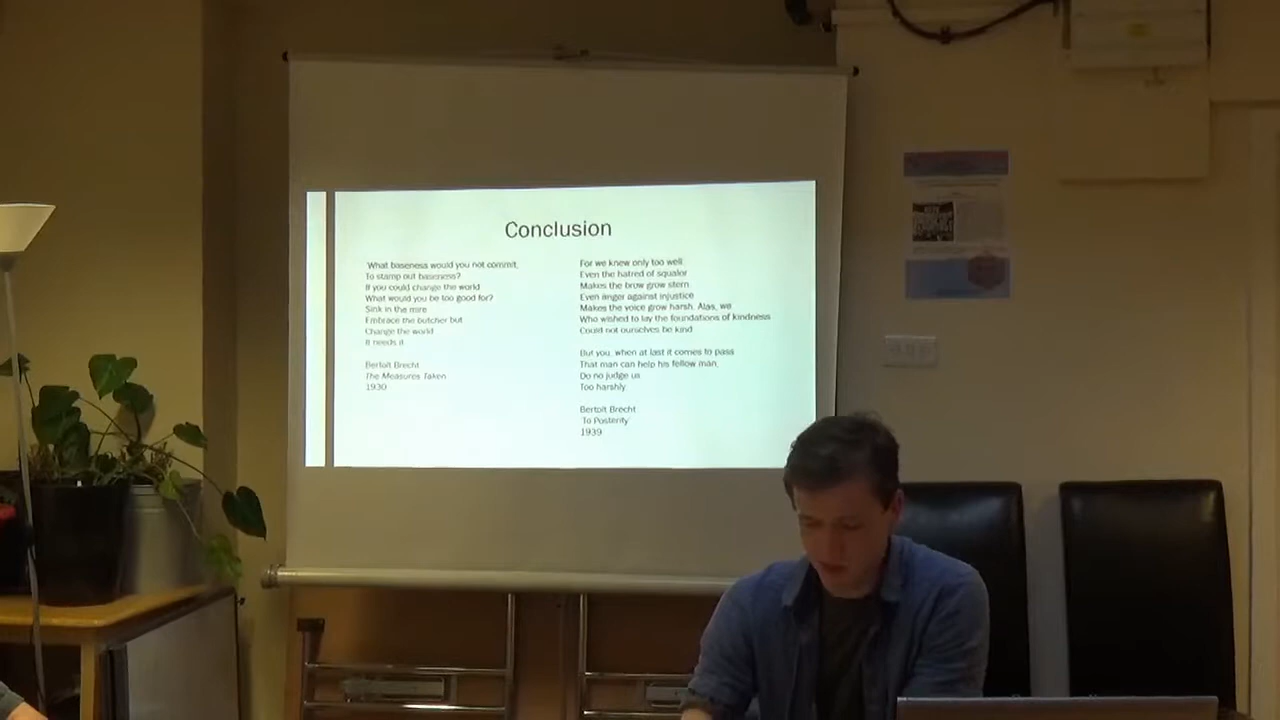 Conclusion
'What baseness would you not commit,
To stamp out baseness?
If you could change the world
What would you be too good for?
Sink in the mire
Embrace the butcher but
Change the world
It needs it
Bertolt Brecht
The Measures Taken
1930
For we knew only too well
Even the hatred of squalor
Makes the brow grow stern
Even anger against injustice
Makes the voice grow harsh. Alas, we
Who wished to lay the foundations of kindness
Could not ourselves be kind
But you, when at last it comes to pass
That man can help his fellow man,
Do no judge us
Too harshly.
Bertolt Brecht
'To Posterity'
1939